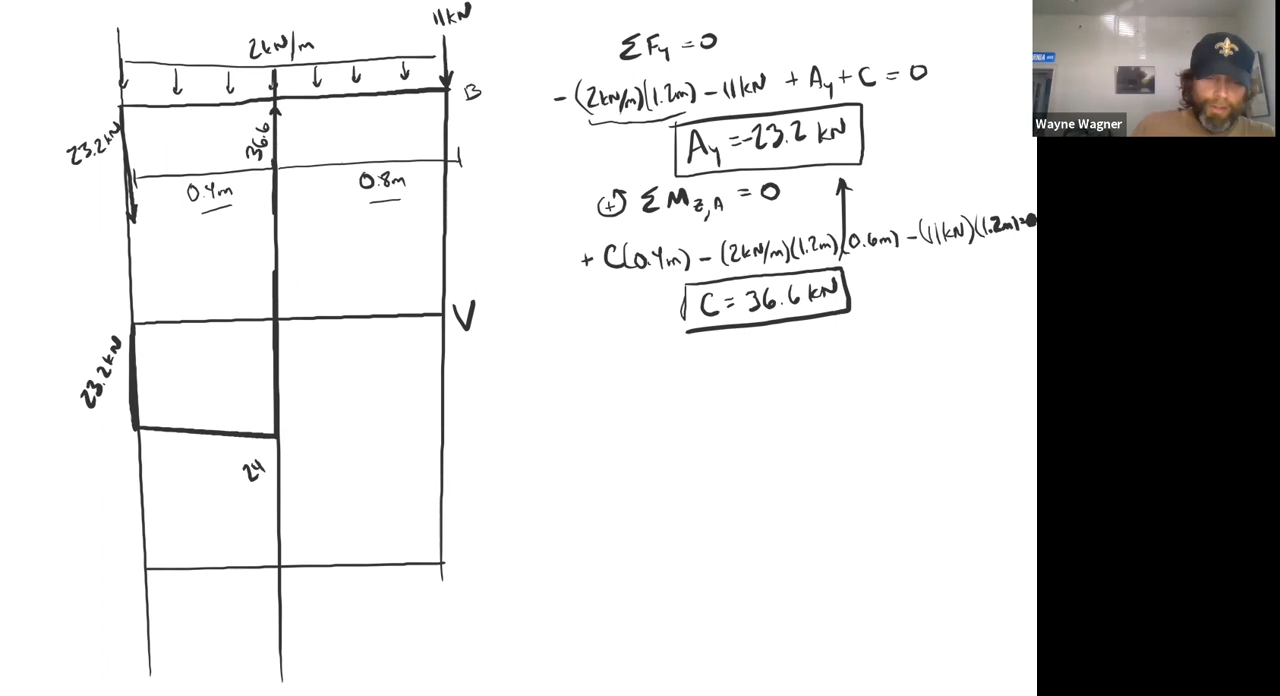 11kN
2kN/m
B
23.2kN
36.6
0.4m
0.8m
V
23.2kN
24
ΣFy = 0
-(2kN/m)(1.2m) - 11kN + Ay + C = 0
Ay = -23.2 kN
(+) Σ Mz,A = 0
+ C(0.4m) - (2kN/m)(1.2m)(0.6m) - (11kN)(1.2m)=0
C = 36.6 kN
Wayne Wagner